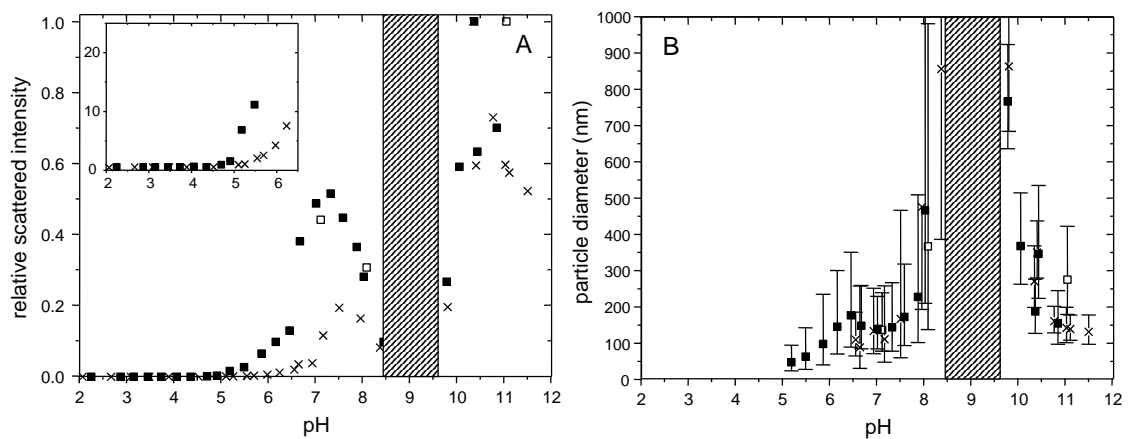 A
relative scattered intensity
1.0
0.8
0.6
0.4
0.2
0.0
20
10
0
2 3 4 5 6
2 3 4 5 6 7 8 9 10 11 12
pH
B
particle diameter (nm)
1000
900
800
700
600
500
400
300
200
100
0
2 3 4 5 6 7 8 9 10 11 12
pH